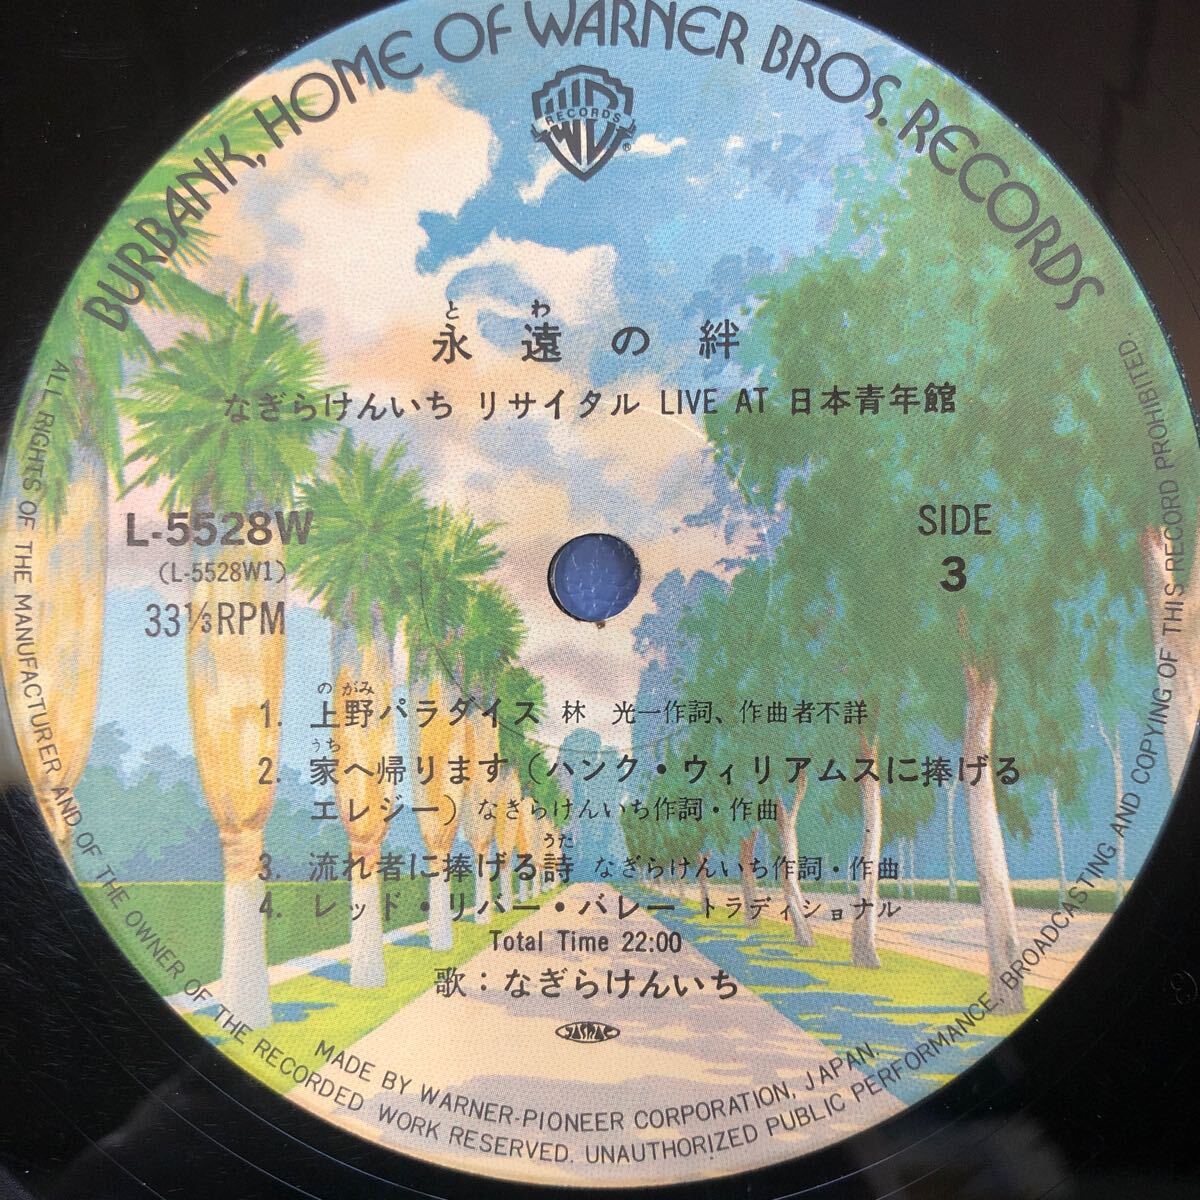 BURBANK, HOME OF WARNER BROS. RECORDS
W
RECORDS
®
とわ
永遠の絆
なぎらけんいち リサイタル LIVE AT 日本青年館
L-5528W
(L-5528W1)
33⅓RPM
SIDE
3
のがみ
1. 上野パラダイス 林 光一作詞、作曲者不詳
うち
2. 家へ帰ります(ハンク・ウィリアムスに捧げる
エレジー)なぎらけんいち作詞・作曲
うた
3. 流れ者に捧げる詩 なぎらけんいち作詞・作曲
4. レッド・リバー・バレー トラディショナル
Total Time 22:00
歌:なぎらけんいち
JASRAC
MADE BY WARNER-PIONEER CORPORATION, JAPAN.
ALL RIGHTS OF THE MANUFACTURER AND OF THE OWNER OF THE RECORDED WORK RESERVED. UNAUTHORIZED PUBLIC PERFORMANCE, BROADCASTING AND COPYING OF THIS RECORD PROHIBITED.